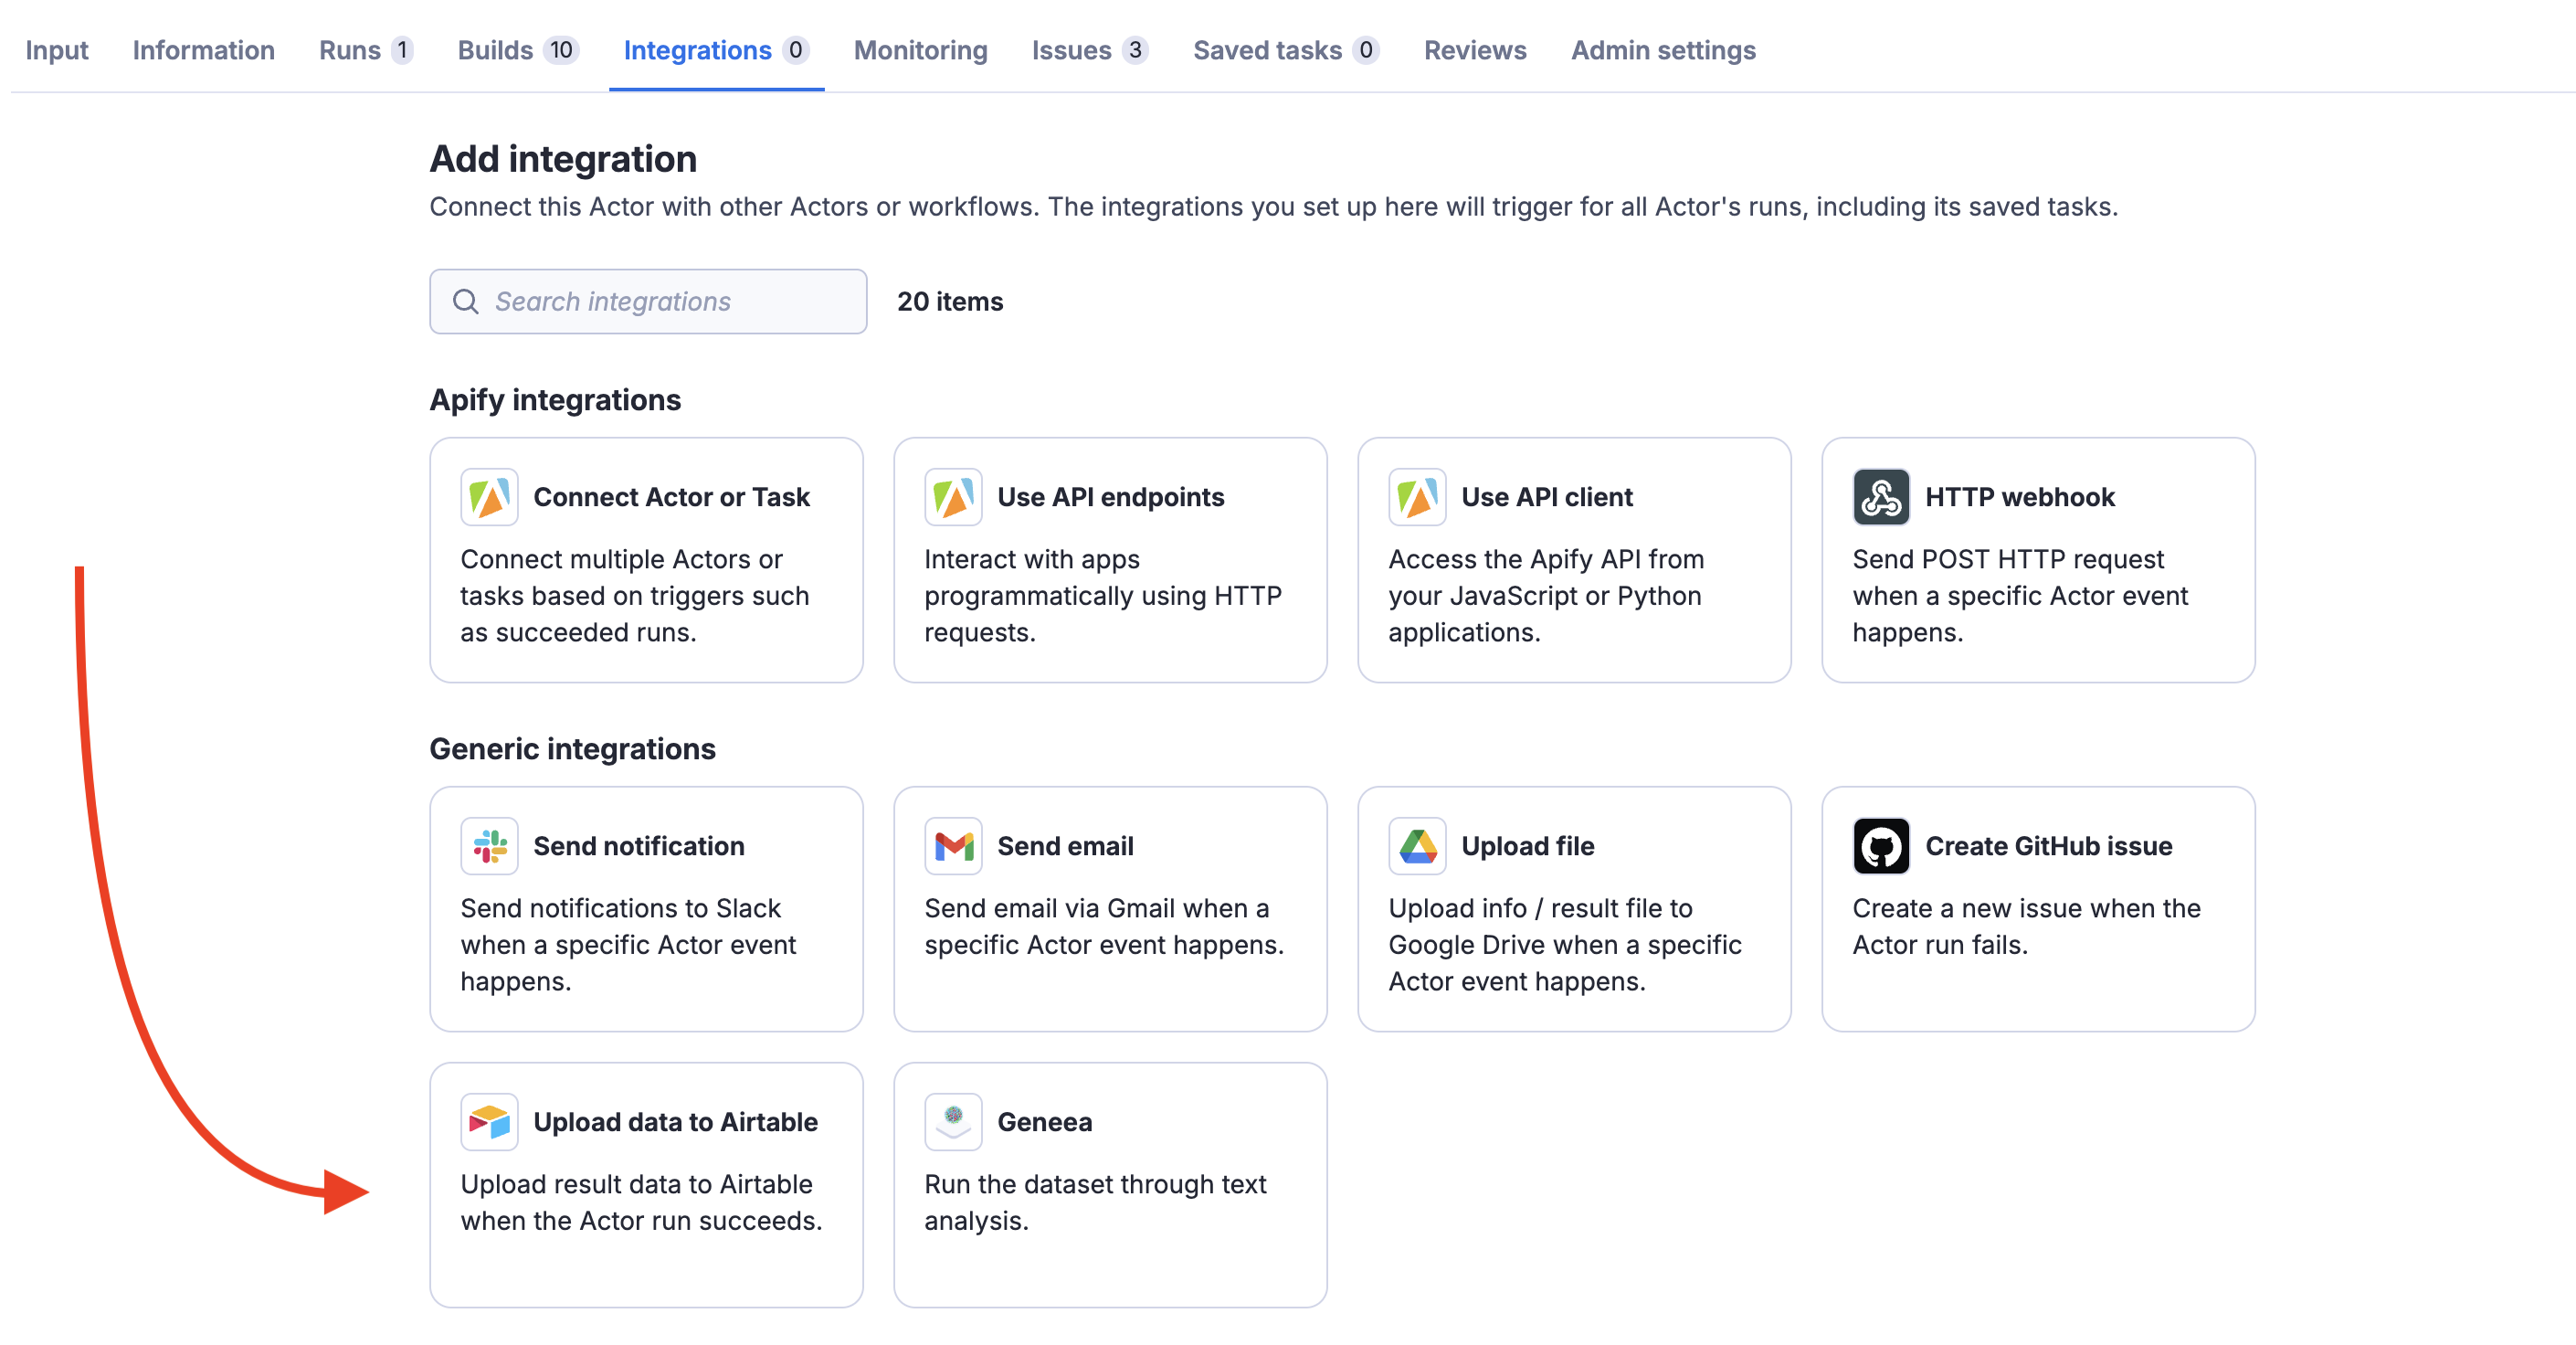 Input Information Runs 1 Builds 10 Integrations 0 Monitoring Issues 3 Saved tasks 0 Reviews Admin settings
Add integration
Connect this Actor with other Actors or workflows. The integrations you set up here will trigger for all Actor's runs, including its saved tasks.
Search integrations 20 items
Apify integrations
Connect Actor or Task
Connect multiple Actors or
tasks based on triggers such
as succeeded runs.
Use API endpoints
Interact with apps
programmatically using HTTP
requests.
Use API client
Access the Apify API from
your JavaScript or Python
applications.
HTTP webhook
Send POST HTTP request
when a specific Actor event
happens.
Generic integrations
Send notification
Send notifications to Slack
when a specific Actor event
happens.
Send email
Send email via Gmail when a
specific Actor event happens.
Upload file
Upload info / result file to
Google Drive when a specific
Actor event happens.
Create GitHub issue
Create a new issue when the
Actor run fails.
Upload data to Airtable
Upload result data to Airtable
when the Actor run succeeds.
Geneea
Run the dataset through text
analysis.